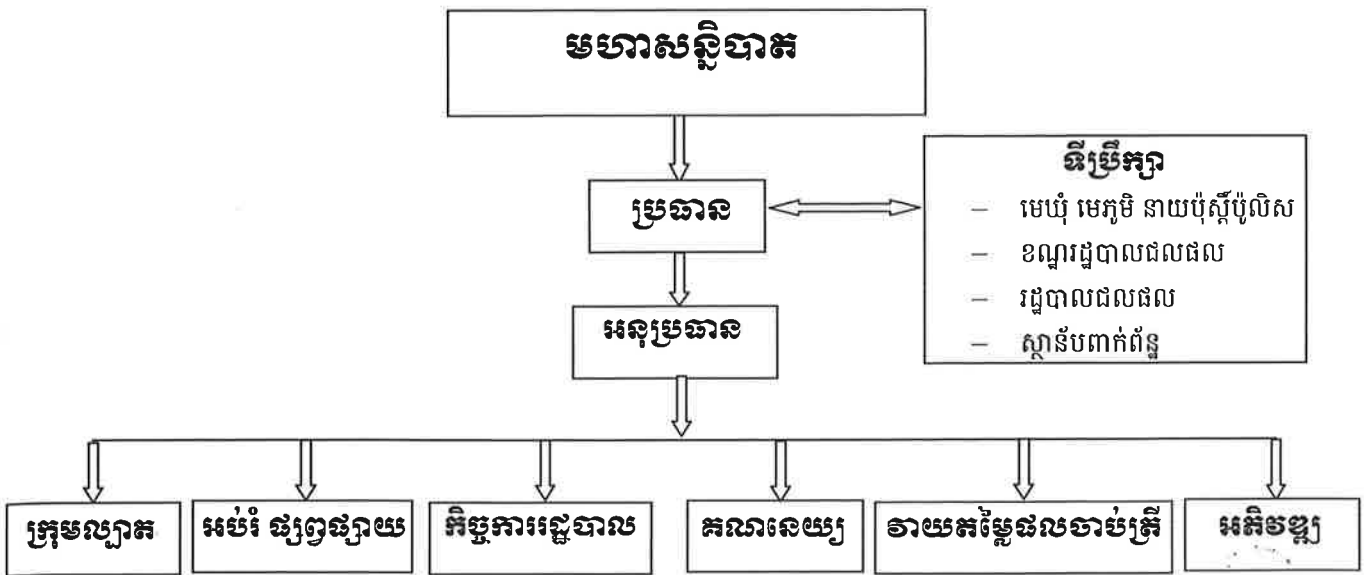 មហាសន្និបាត
ប្រធាន
ទីប្រឹក្សា
– មេឃុំ មេភូមិ នាយប៉ុស្តិ៍ប៉ូលិស
– ខណ្ឌរដ្ឋបាលជលផល
– រដ្ឋបាលជលផល
– ស្ថាន័បពាក់ព័ន្ធ
អនុប្រធាន
ក្រុមល្បាត
អប់រំ ផ្សព្វផ្សាយ
កិច្ចការរដ្ឋបាល
គណនេយ្យ
វាយតម្លៃផលចាប់ត្រី
អភិវឌ្ឍ